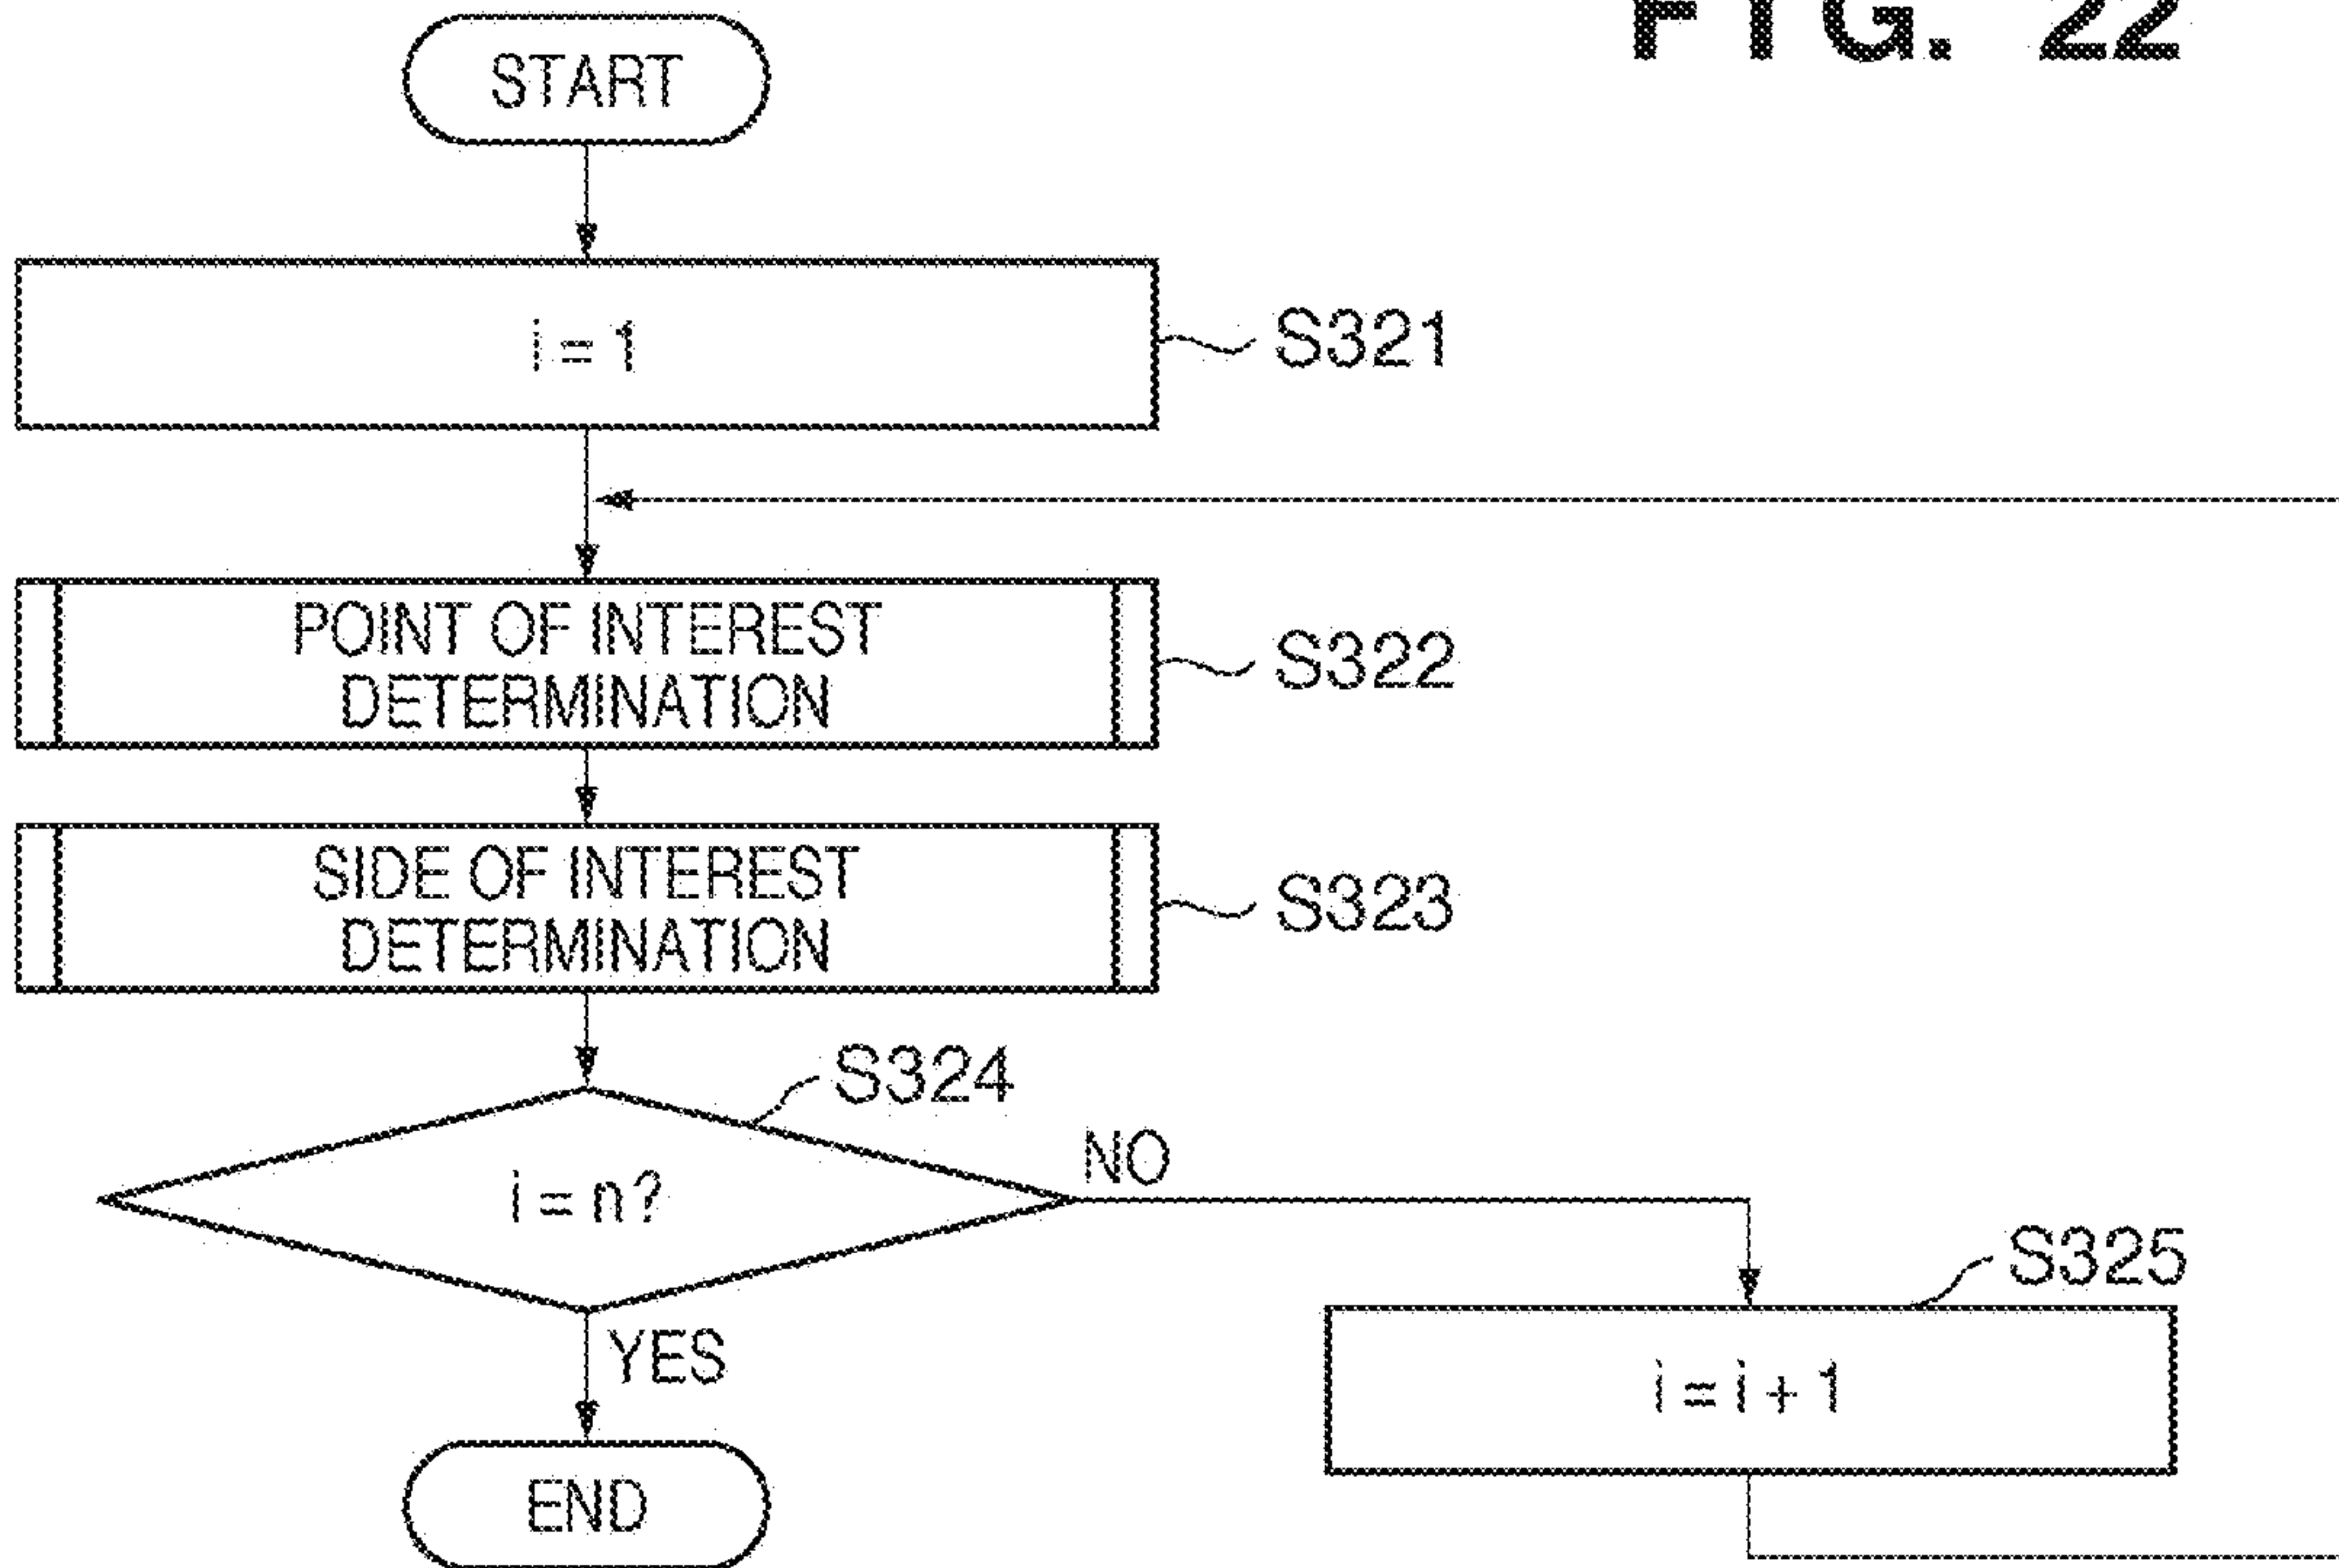 FIG. 22
START
i = 1
S321
POINT OF INTEREST
DETERMINATION
S322
SIDE OF INTEREST
DETERMINATION
S323
S324
i = n ?
NO
S325
YES
i = i + 1
END